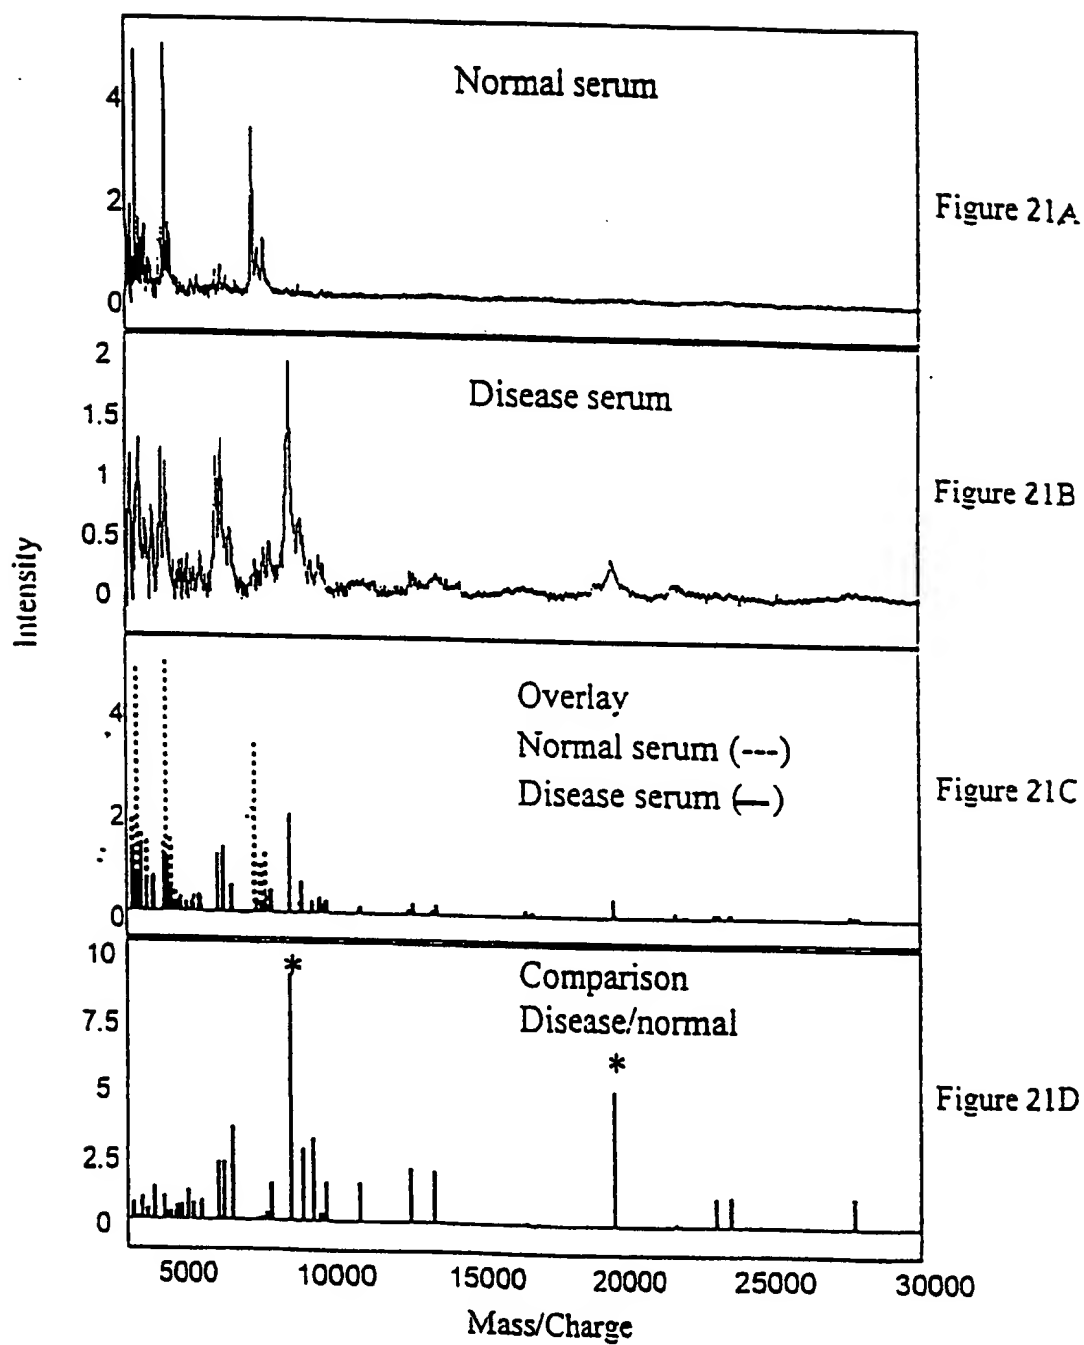 4
2
0
Normal serum
Figure 21A
2
1.5
1
0.5
0
Disease serum
Figure 21B
Intensity
4
2
0
Overlay
Normal serum (---)
Disease serum (—)
Figure 21C
10
7.5
5
2.5
0
*
Comparison
Disease/normal
*
Figure 21D
5000
10000
15000
20000
25000
30000
Mass/Charge